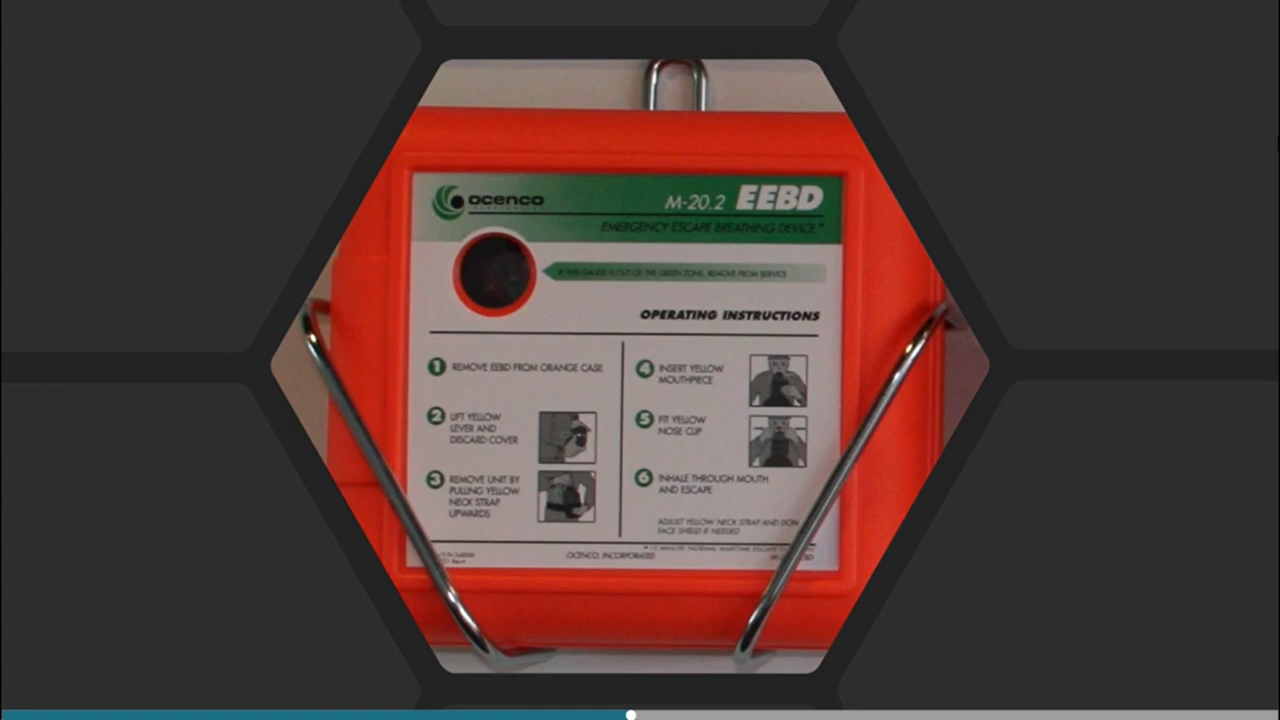 ocenco
INCORPORATED
M-20.2 EEBD
EMERGENCY ESCAPE BREATHING DEVICE*
IF THIS GAUGE IS OUT OF THE GREEN ZONE, REMOVE FROM SERVICE
OPERATING INSTRUCTIONS
1 REMOVE EEBD FROM ORANGE CASE
2 LIFT YELLOW
LEVER AND
DISCARD COVER
3 REMOVE UNIT BY
PULLING YELLOW
NECK STRAP
UPWARDS
4 INSERT YELLOW
MOUTHPIECE
5 FIT YELLOW
NOSE CLIP
6 INHALE THROUGH MOUTH
AND ESCAPE
ADJUST YELLOW NECK STRAP AND DON
FACE SHIELD IF NEEDED
OCENCO, INCORPORATED